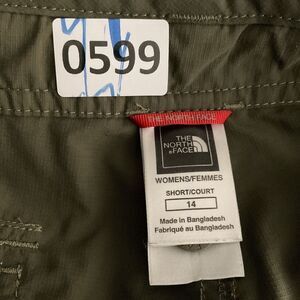 0599
THE NORTH FACE
THE
NORTH
FACE
WOMENS/FEMMES
SHORT/COURT
14
Made in Bangladesh
Fabriqué au Bangladesh